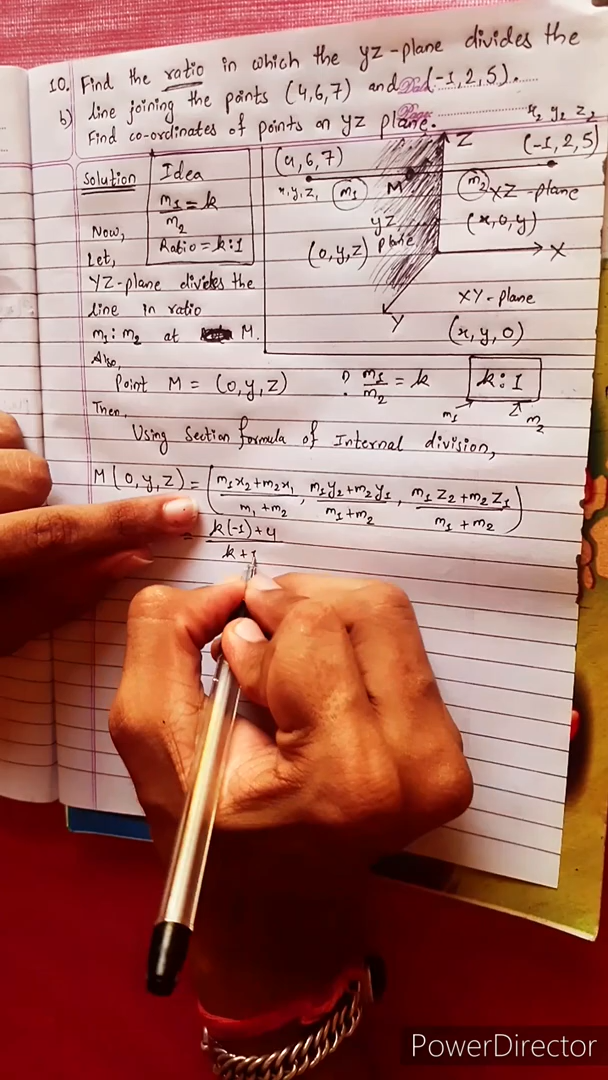 10. Find the ratio in which the yz-plane divides the
b) line joining the points (4,6,7) and (-1,2,5).
Find co-ordinates of points on yz plane.
Solution
Idea
m₁/m₂ = k
Ratio = k:1
(4,6,7)
x₁y₁z₁
m₁
M
Z
x₂ y₂ z₂
(-1,2,5)
m₂
XZ-plane
(x,0,y)
yz
plane
(0,y,z)
X
Y
XY-plane
(x,y,0)
Now,
Let,
YZ-plane divides the
line in ratio
m₁:m₂ at M.
Also,
Point M = (0,y,z)
m₁/m₂ = k
k:1
m₁
m₂
Then,
Using Section formula of Internal division,
M(0,y,z) = ( (m₁x₂+m₂x₁)/(m₁+m₂), (m₁y₂+m₂y₁)/(m₁+m₂), (m₁z₂+m₂z₁)/(m₁+m₂) )
= (k(-1)+4)/(k+1)
PowerDirector